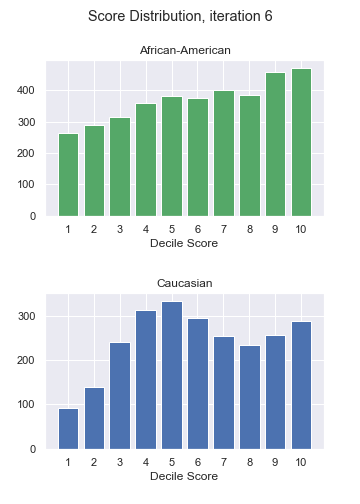 Score Distribution, iteration 6
African-American
400
300
200
100
0
1 2 3 4 5 6 7 8 9 10
Decile Score
Caucasian
300
200
100
0
1 2 3 4 5 6 7 8 9 10
Decile Score